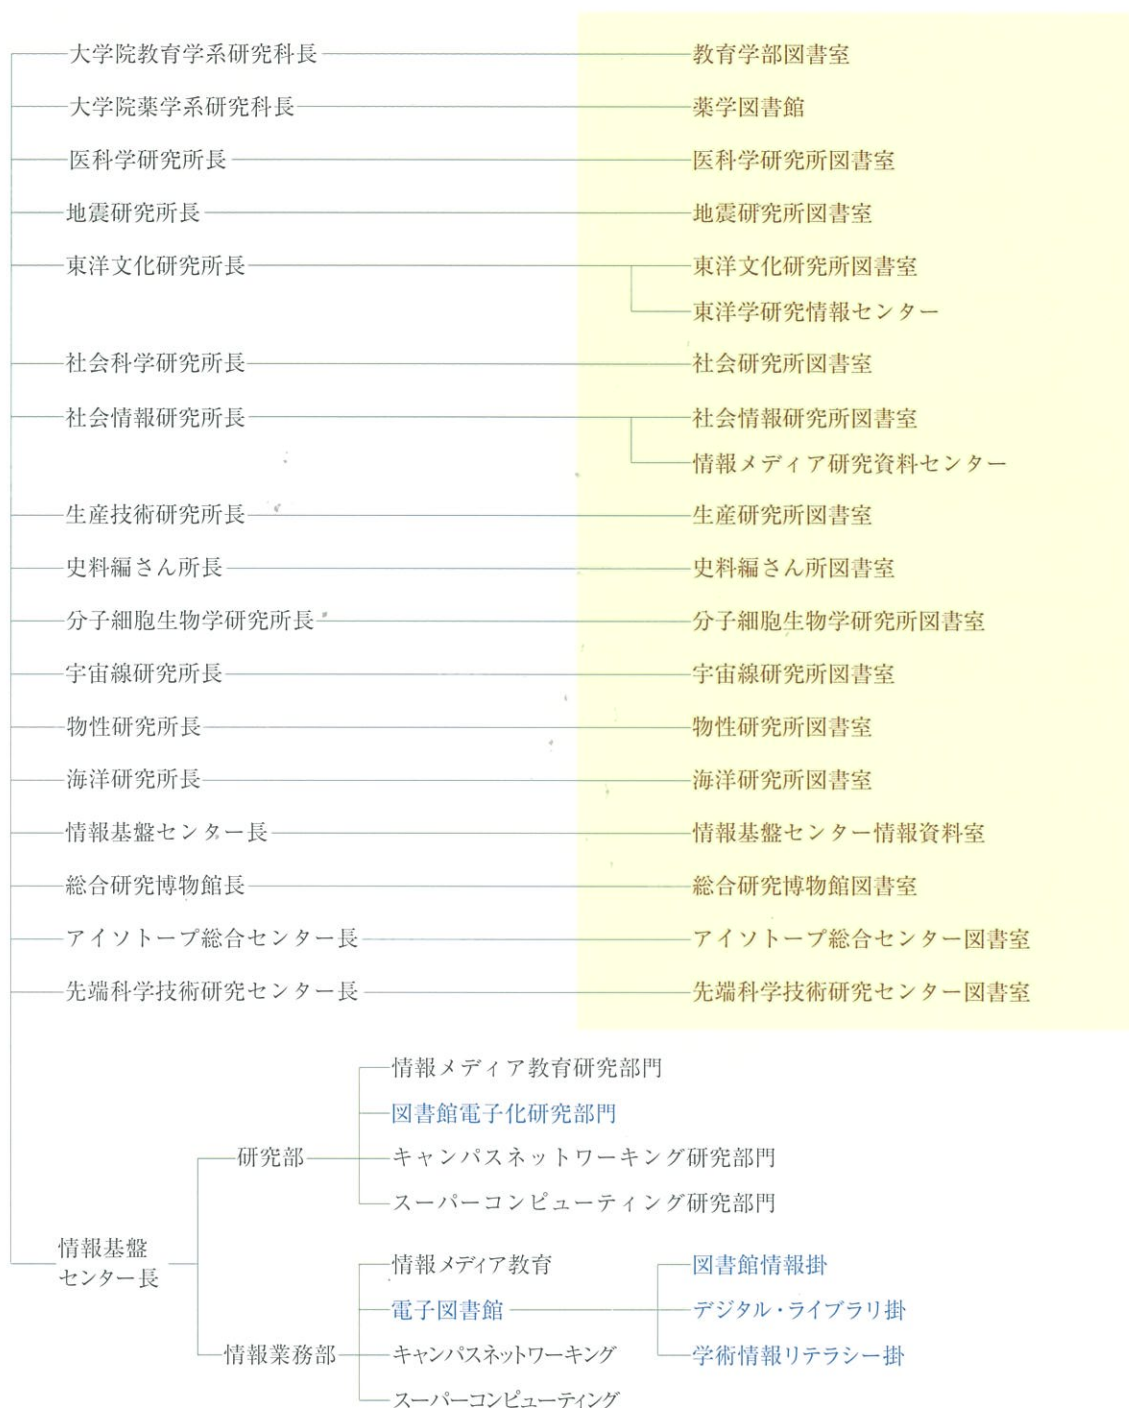 大学院教育学系研究科長 教育学部図書室
大学院薬学系研究科長 薬学図書館
医科学研究所長 医科学研究所図書室
地震研究所長 地震研究所図書室
東洋文化研究所長 東洋文化研究所図書室
東洋学研究情報センター
社会科学研究所長 社会研究所図書室
社会情報研究所長 社会情報研究所図書室
情報メディア研究資料センター
生産技術研究所長 生産研究所図書室
史料編さん所長 史料編さん所図書室
分子細胞生物学研究所長 分子細胞生物学研究所図書室
宇宙線研究所長 宇宙線研究所図書室
物性研究所長 物性研究所図書室
海洋研究所長 海洋研究所図書室
情報基盤センター長 情報基盤センター情報資料室
総合研究博物館長 総合研究博物館図書室
アイソトープ総合センター長 アイソトープ総合センター図書室
先端科学技術研究センター長 先端科学技術研究センター図書室
情報メディア教育研究部門
図書館電子化研究部門
研究部 キャンパスネットワーキング研究部門
スーパーコンピューティング研究部門
情報基盤
センター長
情報メディア教育 図書館情報掛
電子図書館 デジタル・ライブラリ掛
情報業務部 キャンパスネットワーキング 学術情報リテラシー掛
スーパーコンピューティング